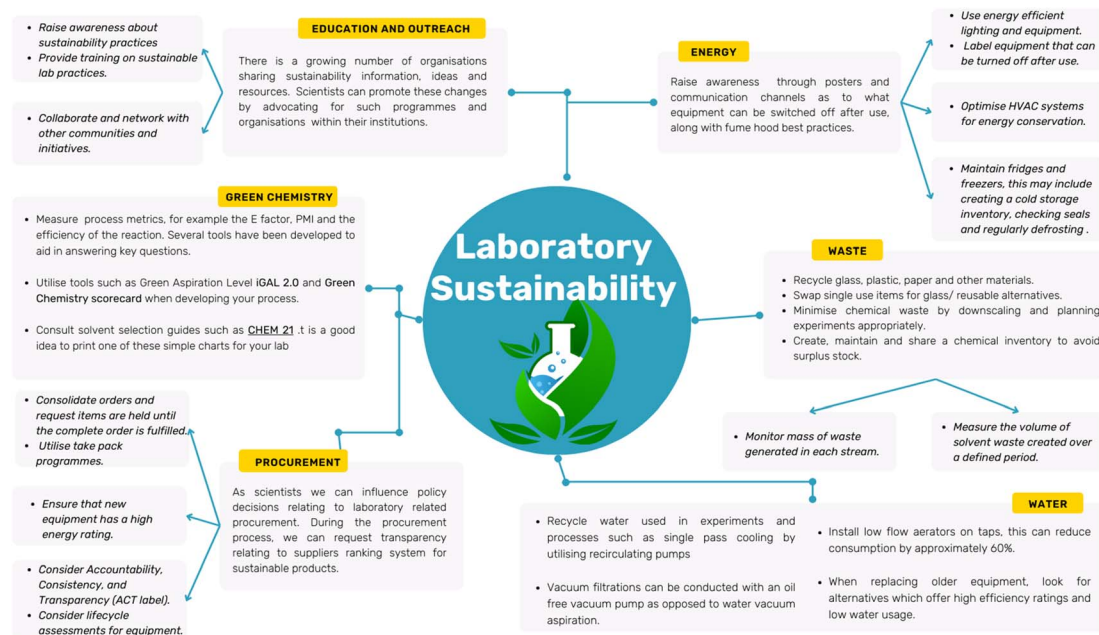 EDUCATION AND OUTREACH
There is a growing number of organisations
sharing sustainability information, ideas and
resources. Scientists can promote these changes
by advocating for such programmes and
organisations within their institutions.
• Raise awareness about
sustainability practices
• Provide training on sustainable
lab practices.
• Collaborate and network with
other communities and
initiatives.
ENERGY
Raise awareness through posters and
communication channels as to what
equipment can be switched off after use,
along with fume hood best practices.
• Use energy efficient
lighting and equipment.
• Label equipment that can
be turned off after use.
• Optimise HVAC systems
for energy conservation.
• Maintain fridges and
freezers, this may include
creating a cold storage
inventory, checking seals
and regularly defrosting .
GREEN CHEMISTRY
• Measure process metrics, for example the E factor, PMI and the
efficiency of the reaction. Several tools have been developed to
aid in answering key questions.
• Utilise tools such as Green Aspiration Level iGAL 2.0 and Green
Chemistry scorecard when developing your process.
• Consult solvent selection guides such as CHEM 21 .t is a good
idea to print one of these simple charts for your lab
Laboratory
Sustainability
WASTE
• Recycle glass, plastic, paper and other materials.
• Swap single use items for glass/ reusable alternatives.
• Minimise chemical waste by downscaling and planning
experiments appropriately.
• Create, maintain and share a chemical inventory to avoid
surplus stock.
• Monitor mass of waste
generated in each stream.
• Measure the volume of
solvent waste created over
a defined period.
PROCUREMENT
As scientists we can influence policy
decisions relating to laboratory related
procurement. During the procurement
process, we can request transparency
relating to suppliers ranking system for
sustainable products.
• Consolidate orders and
request items are held until
the complete order is fulfilled.
• Utilise take pack
programmes.
• Ensure that new
equipment has a high
energy rating.
• Consider Accountability,
Consistency, and
Transparency (ACT label).
• Consider lifecycle
assessments for equipment.
WATER
• Recycle water used in experiments and
processes such as single pass cooling by
utilising recirculating pumps
• Vacuum filtrations can be conducted with an oil
free vacuum pump as opposed to water vacuum
aspiration.
• Install low flow aerators on taps, this can reduce
consumption by approximately 60%.
• When replacing older equipment, look for
alternatives which offer high efficiency ratings and
low water usage.